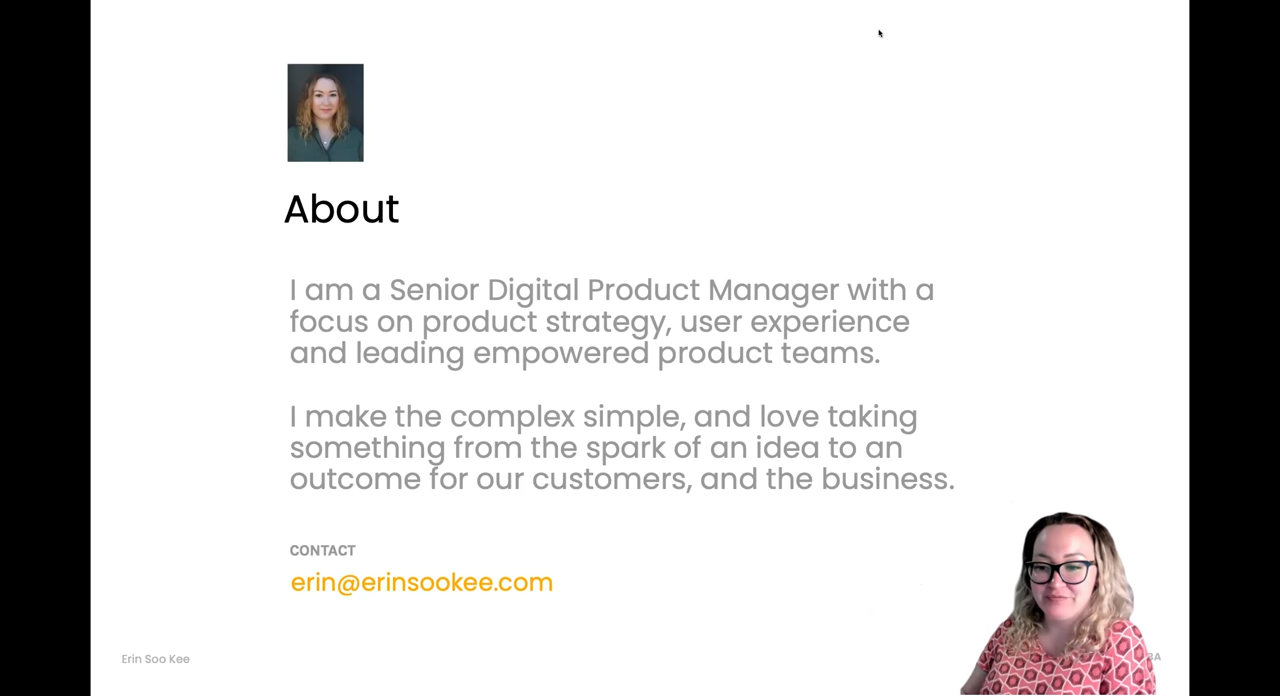 About
I am a Senior Digital Product Manager with a
focus on product strategy, user experience
and leading empowered product teams.
I make the complex simple, and love taking
something from the spark of an idea to an
outcome for our customers, and the business.
CONTACT
erin@erinsookee.com
Erin Soo Kee